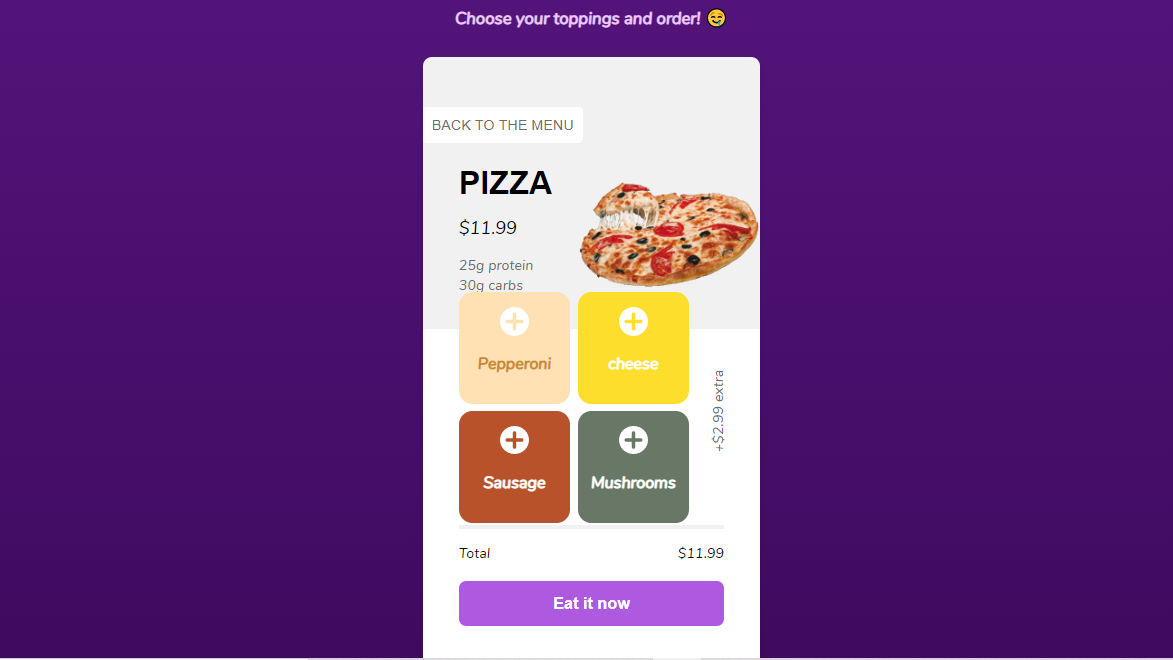 Choose your toppings and order! 🤤
BACK TO THE MENU
PIZZA
$11.99
25g protein
30g carbs
Pepperoni
cheese
+$2.99 extra
Sausage
Mushrooms
Total $11.99
Eat it now